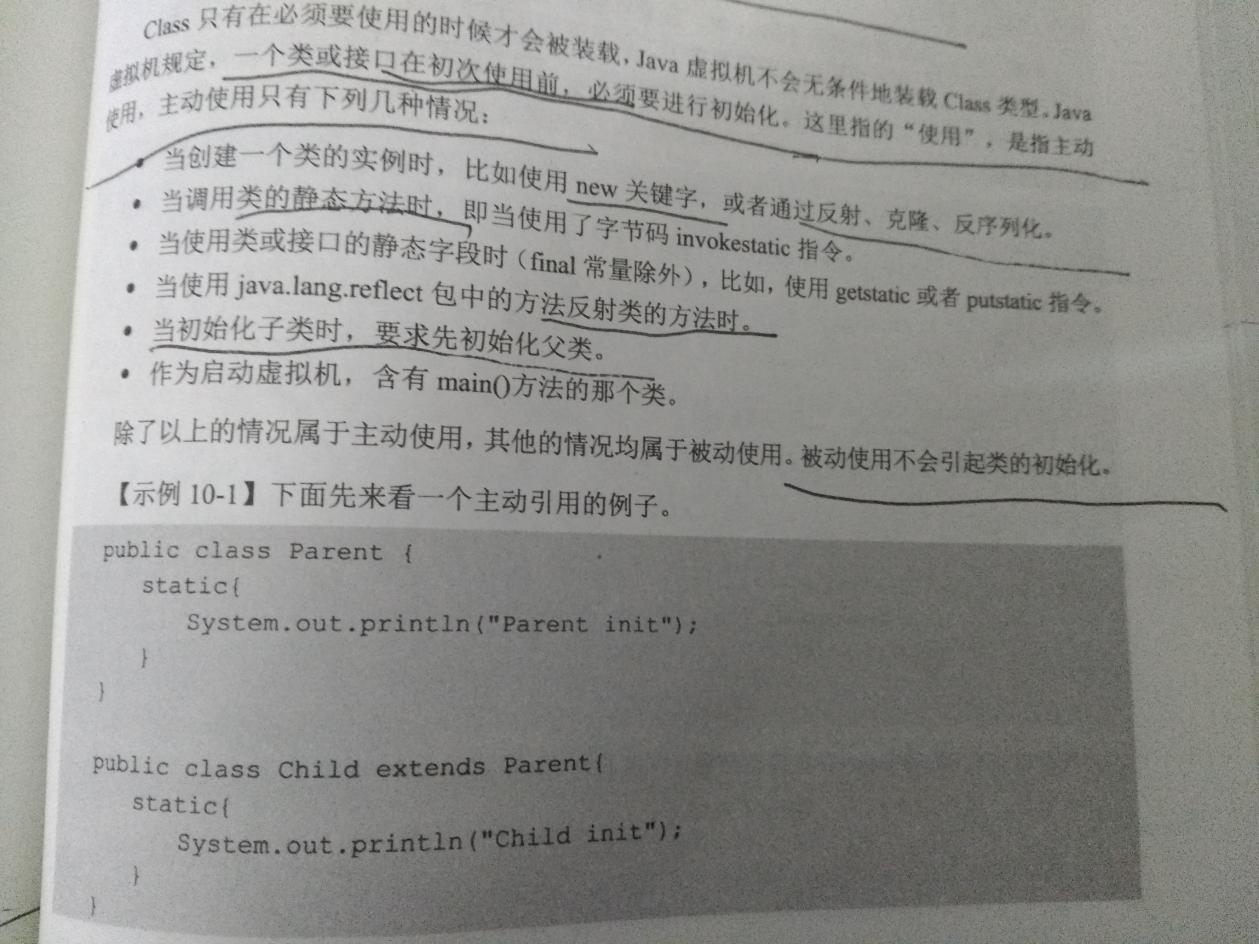 Class 只有在必须要使用的时候才会被装载，Java 虚拟机不会无条件地装载 Class 类型。Java
虚拟机规定，一个类或接口在初次使用前，必须要进行初始化。这里指的“使用”，是指主动
使用，主动使用只有下列几种情况：
• 当创建一个类的实例时，比如使用 new 关键字，或者通过反射、克隆、反序列化。
• 当调用类的静态方法时，即当使用了字节码 invokestatic 指令。
• 当使用类或接口的静态字段时（final 常量除外），比如，使用 getstatic 或者 putstatic 指令。
• 当使用 java.lang.reflect 包中的方法反射类的方法时。
• 当初始化子类时，要求先初始化父类。
• 作为启动虚拟机，含有 main()方法的那个类。
除了以上的情况属于主动使用，其他的情况均属于被动使用。被动使用不会引起类的初始化。
【示例 10-1】下面先来看一个主动引用的例子。
public class Parent {
static{
System.out.println("Parent init");
}
}
public class Child extends Parent{
static{
System.out.println("Child init");
}
}